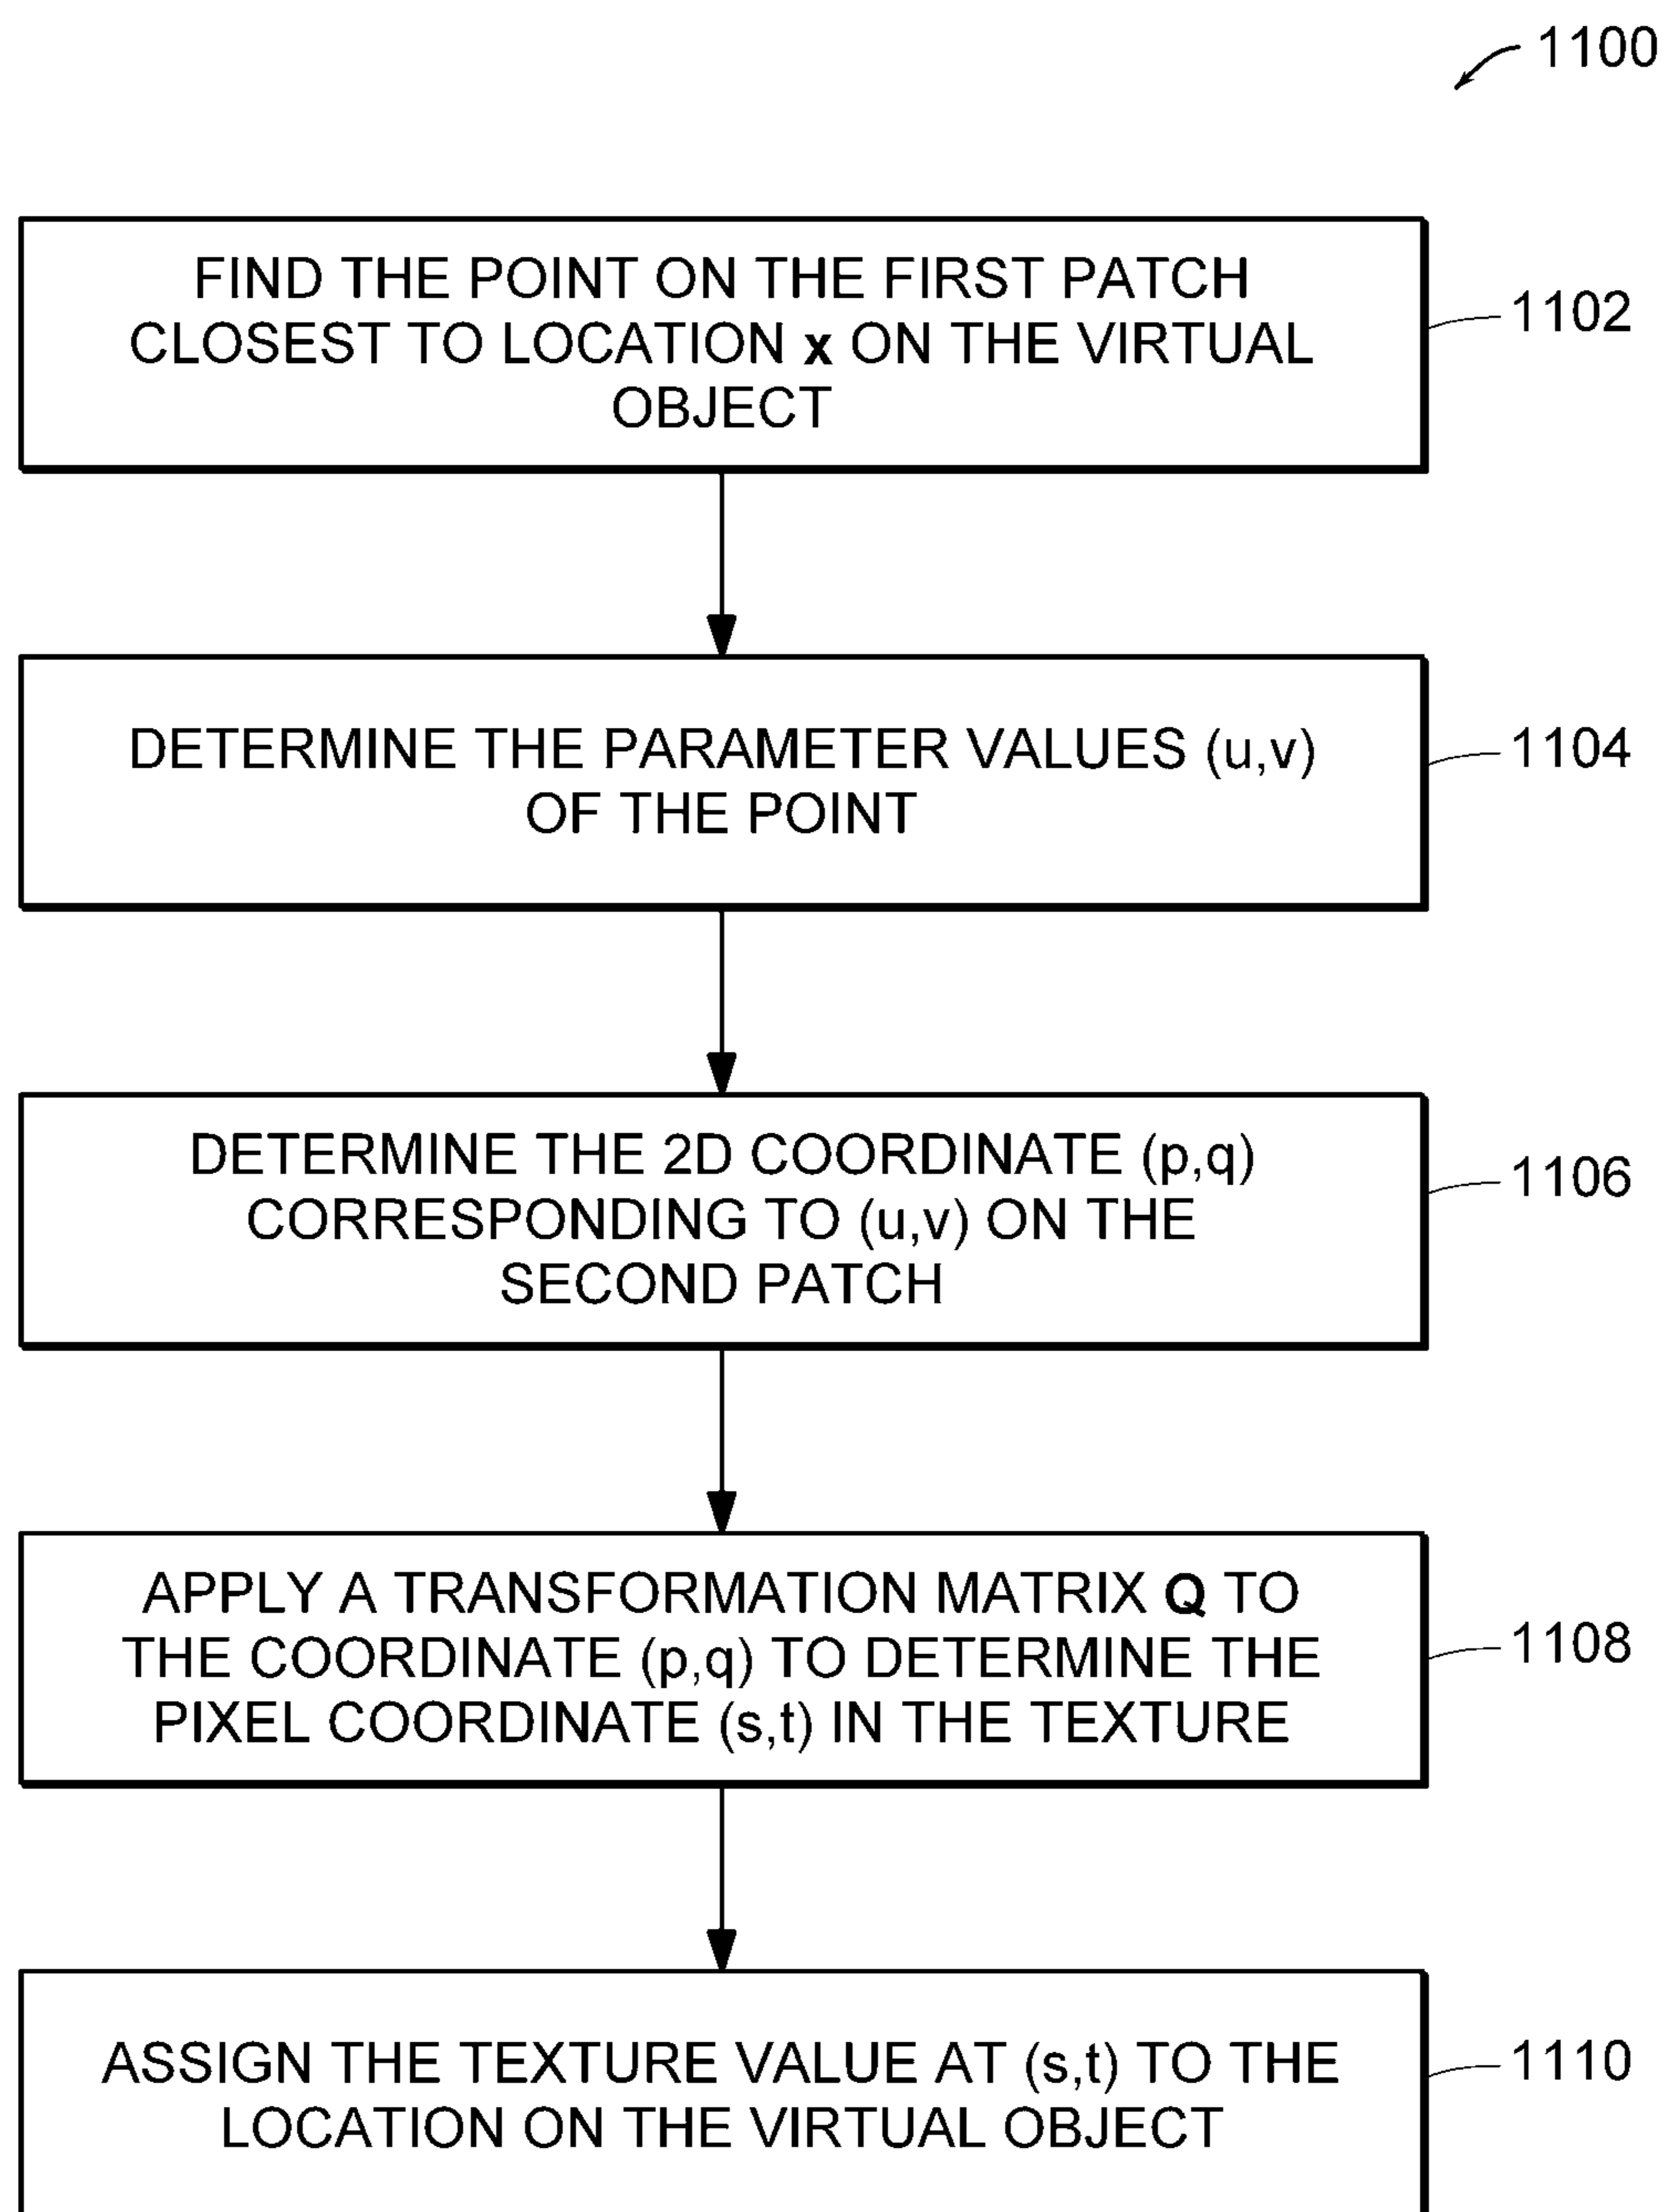 1100
FIND THE POINT ON THE FIRST PATCH
CLOSEST TO LOCATION x ON THE VIRTUAL
OBJECT
1102
DETERMINE THE PARAMETER VALUES (u,v)
OF THE POINT
1104
DETERMINE THE 2D COORDINATE (p,q)
CORRESPONDING TO (u,v) ON THE
SECOND PATCH
1106
APPLY A TRANSFORMATION MATRIX Q TO
THE COORDINATE (p,q) TO DETERMINE THE
PIXEL COORDINATE (s,t) IN THE TEXTURE
1108
ASSIGN THE TEXTURE VALUE AT (s,t) TO THE
LOCATION ON THE VIRTUAL OBJECT
1110